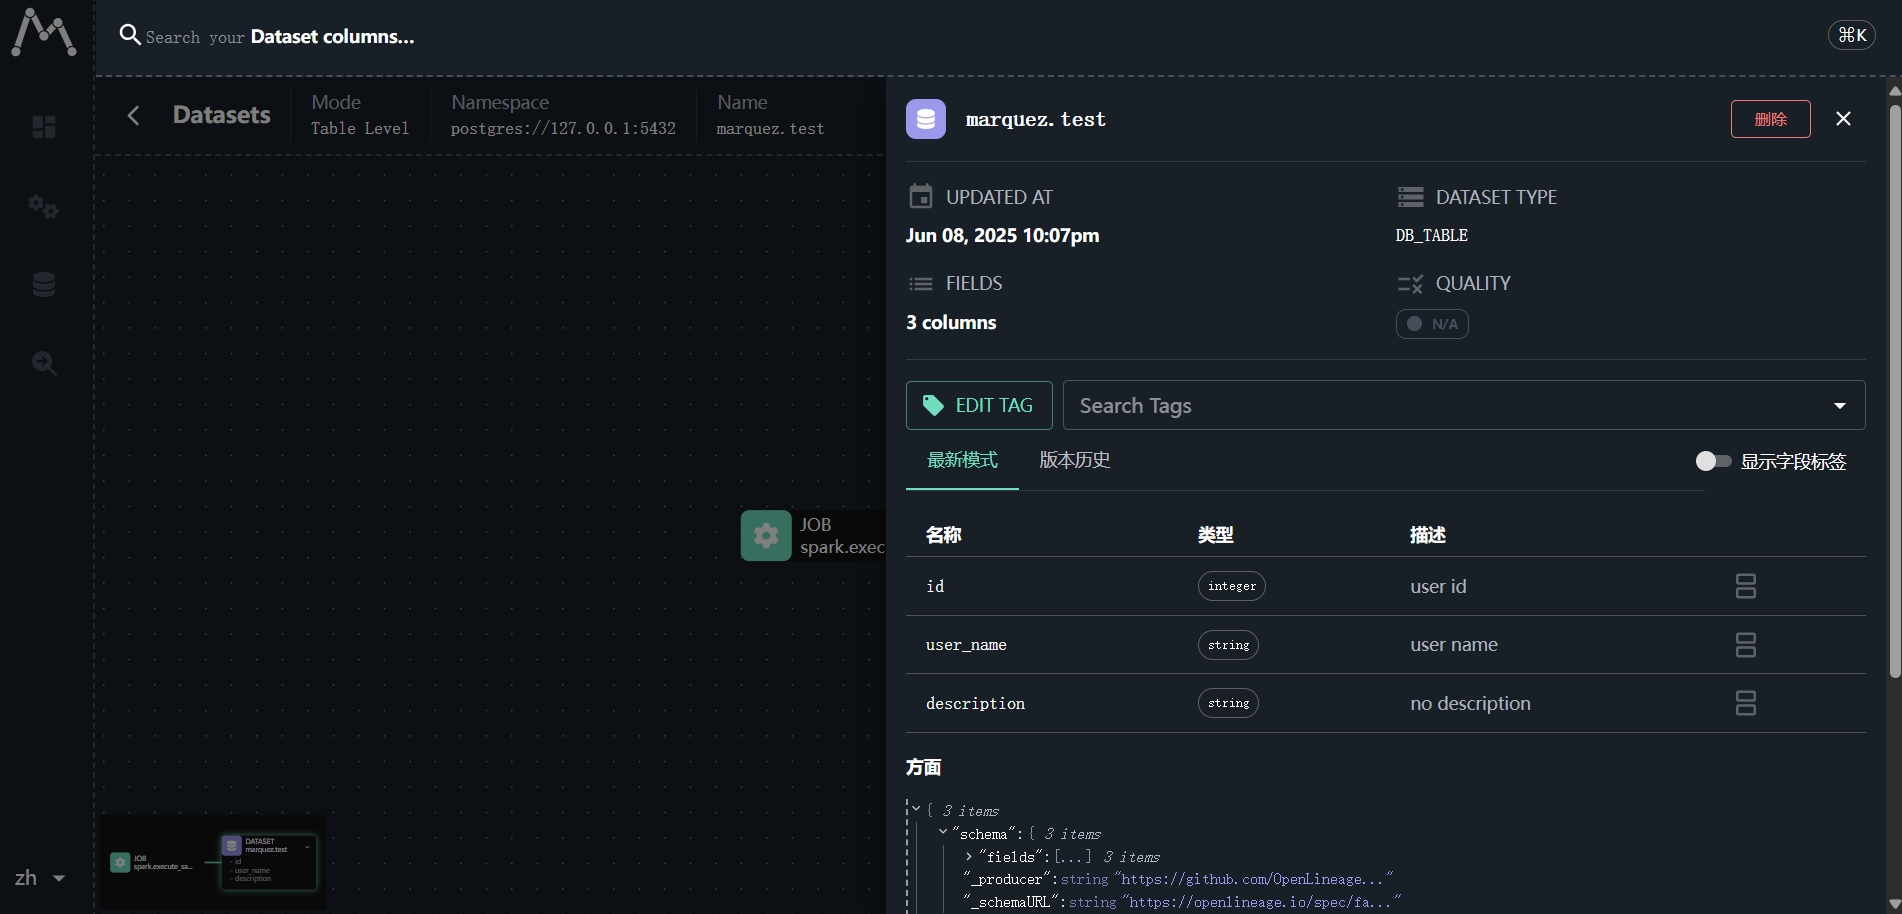 Search your Dataset columns...
⌘K
Datasets
Mode
Table Level
Namespace
postgres://127.0.0.1:5432
Name
marquez.test
JOB
spark.exec
JOB
spark.execute_sa...
DATASET
marquez.test
- id
- user_name
- description
zh
marquez.test
删除
UPDATED AT
Jun 08, 2025 10:07pm
DATASET TYPE
DB_TABLE
FIELDS
3 columns
QUALITY
N/A
EDIT TAG
Search Tags
最新模式
版本历史
显示字段标签
名称 类型 描述
id integer user id
user_name string user name
description string no description
方面
{ 3 items
"schema":{ 3 items
"fields":[...] 3 items
"_producer":string "https://github.com/OpenLineage..."
"_schemaURL":string "https://openlineage.io/spec/fa..."